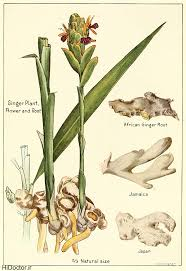 Ginger Plant,
Flower and Root
African Ginger Root
Jamaica
Japan
2/3 Natural size
HiDoctor.ir